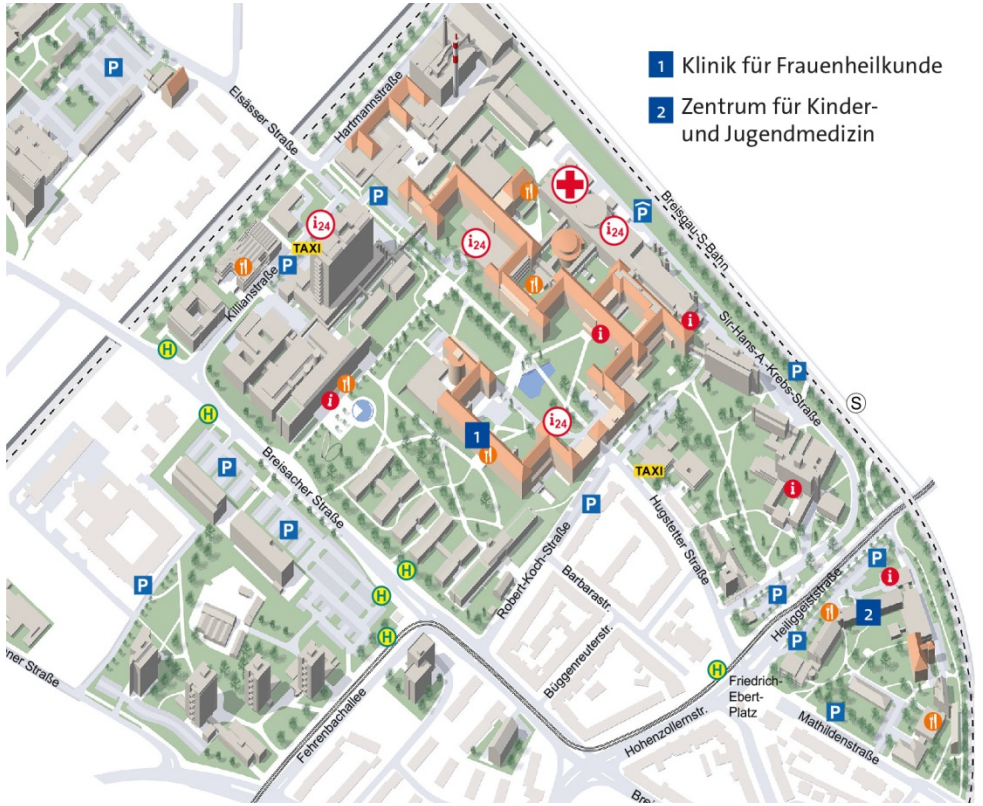 1 Klinik für Frauenheilkunde
2 Zentrum für Kinder-
und Jugendmedizin
P
Elsässer Straße
Hartmannstraße
P
i24
TAXI
P
Killianstraße
i24
i24
P
Breisgau-S-Bahn
H
i
i
Sir-Hans-A.-Krebs-Straße
P
S
H
i
1
i24
P
Breisacher Straße
TAXI
i
P
P
Hugstetter Straße
H
P
Robert-Koch-Straße
Barbarastr.
H
P
Heiliggeiststraße
P
i
2
H
P
Büggenreuterstr.
H
Friedrich-
Ebert-
Platz
ener Straße
Fehrenbachallee
Hohenzollernstr.
P
Mathildenstraße